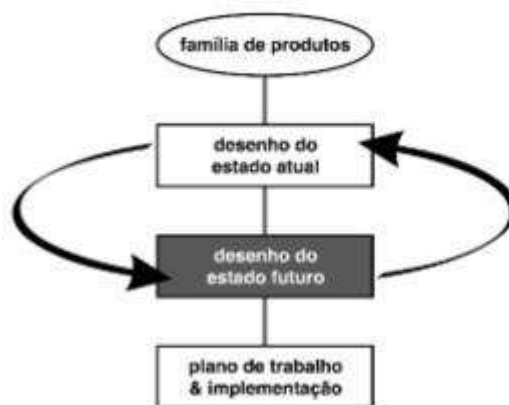 família de produtos
desenho do
estado atual
desenho do
estado futuro
plano de trabalho
& implementação